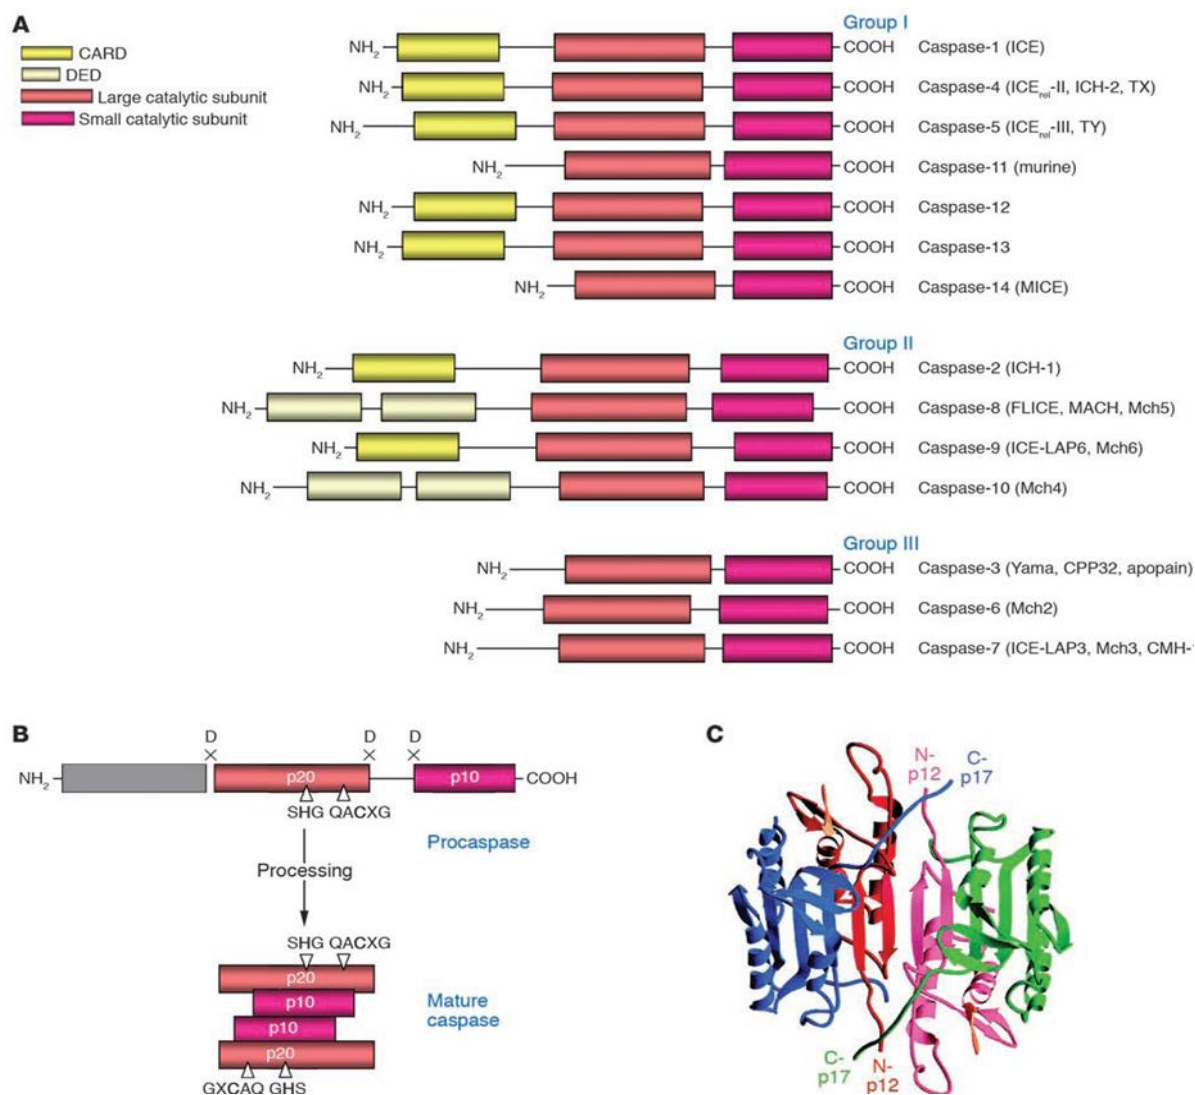 A
CARD
DED
Large catalytic subunit
Small catalytic subunit
Group I
NH2 COOH Caspase-1 (ICE)
NH2 COOH Caspase-4 (ICErel-II, ICH-2, TX)
NH2 COOH Caspase-5 (ICErel-III, TY)
NH2 COOH Caspase-11 (murine)
NH2 COOH Caspase-12
NH2 COOH Caspase-13
NH2 COOH Caspase-14 (MICE)
Group II
NH2 COOH Caspase-2 (ICH-1)
NH2 COOH Caspase-8 (FLICE, MACH, Mch5)
NH2 COOH Caspase-9 (ICE-LAP6, Mch6)
NH2 COOH Caspase-10 (Mch4)
Group III
NH2 COOH Caspase-3 (Yama, CPP32, apopain)
NH2 COOH Caspase-6 (Mch2)
NH2 COOH Caspase-7 (ICE-LAP3, Mch3, CMH-
B
D D D
× × ×
NH2 p20 p10 COOH
SHG QACXG
Procaspase
Processing
SHG QACXG
p20
p10
Mature
caspase
p10
p20
GXCAQ GHS
C
N-
p12
C-
p17
C-
p17
N-
p12